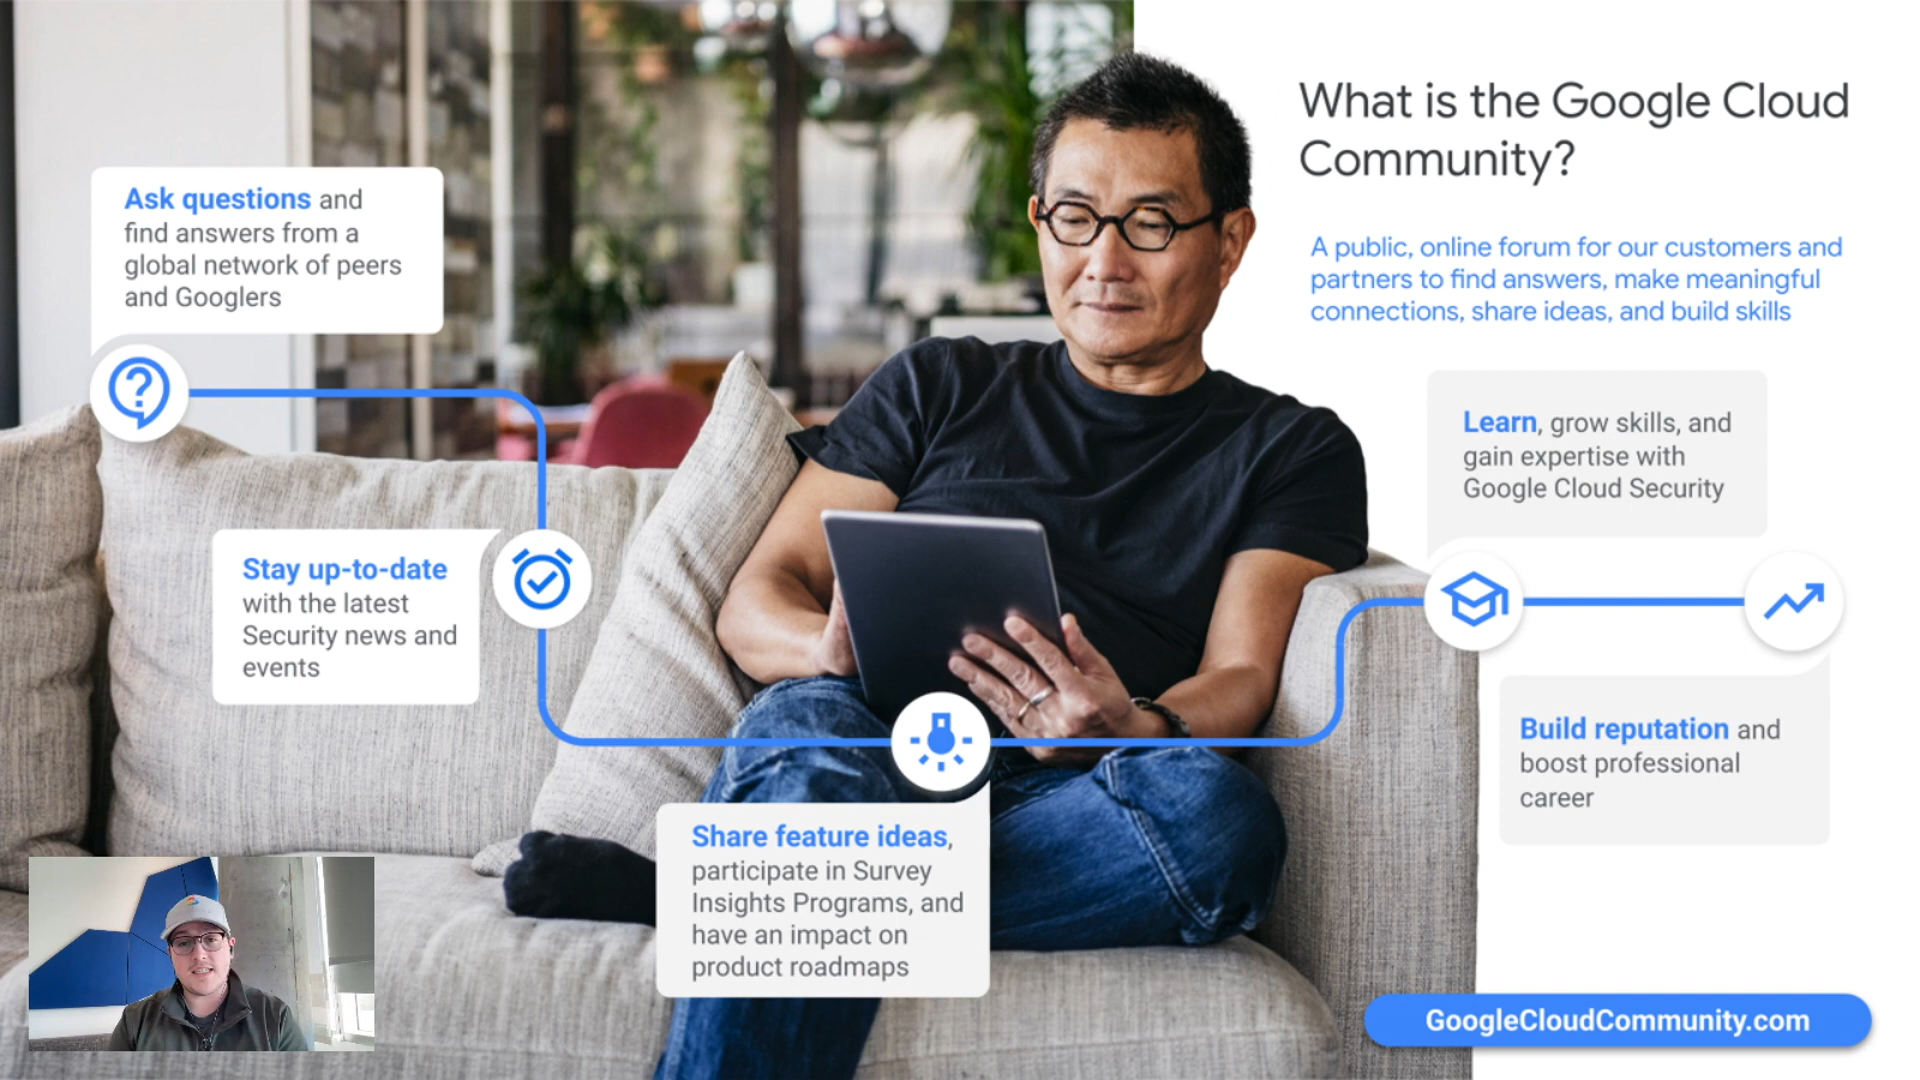 What is the Google Cloud
Community?
A public, online forum for our customers and
partners to find answers, make meaningful
connections, share ideas, and build skills
Ask questions and
find answers from a
global network of peers
and Googlers
Stay up-to-date
with the latest
Security news and
events
Share feature ideas,
participate in Survey
Insights Programs, and
have an impact on
product roadmaps
Learn, grow skills, and
gain expertise with
Google Cloud Security
Build reputation and
boost professional
career
GoogleCloudCommunity.com